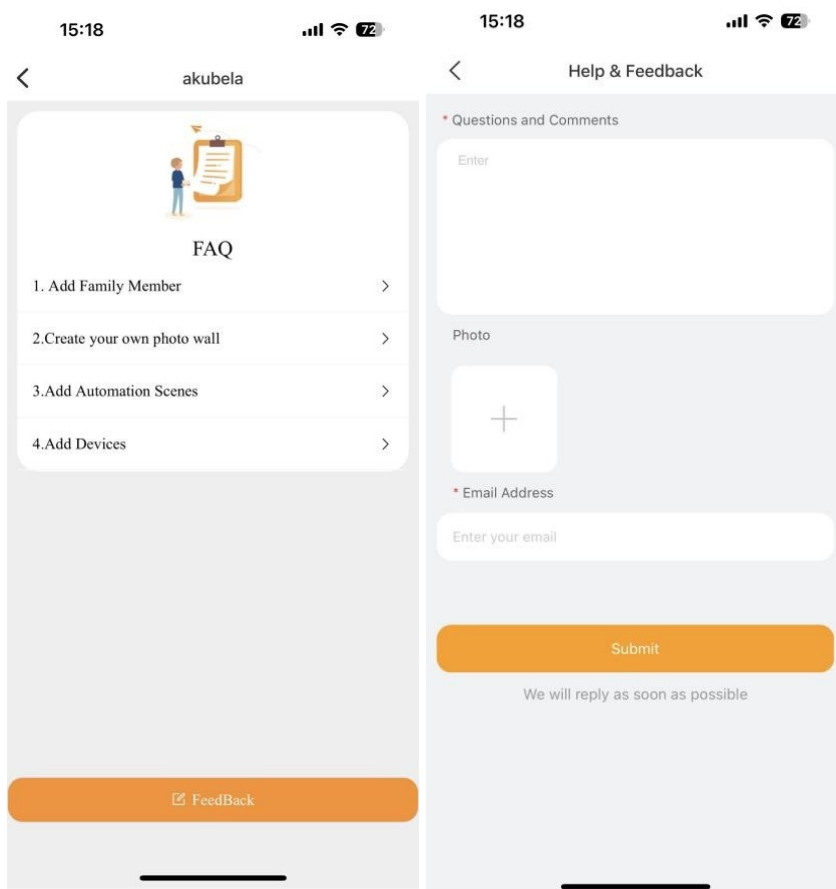 15:18
72
akubela
FAQ
1. Add Family Member
2.Create your own photo wall
3.Add Automation Scenes
4.Add Devices
FeedBack
15:18
72
Help & Feedback
* Questions and Comments
Enter
Photo
* Email Address
Enter your email
Submit
We will reply as soon as possible